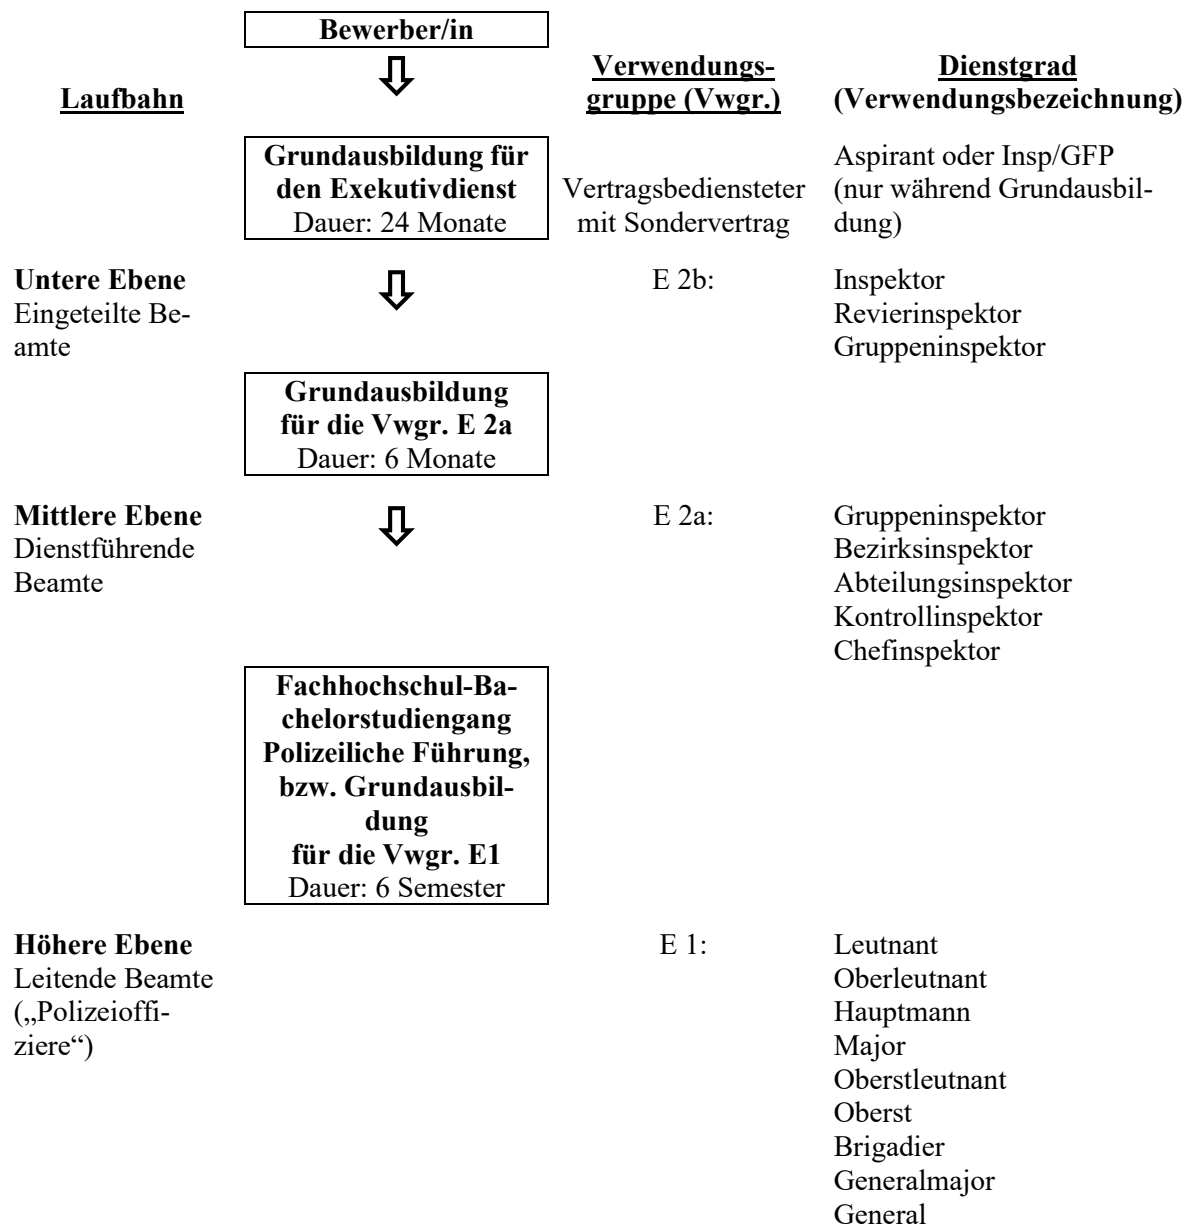 Bewerber/in
Laufbahn
Verwendungs-
gruppe (Vwgr.)
Dienstgrad
(Verwendungsbezeichnung)
Grundausbildung für
den Exekutivdienst
Dauer: 24 Monate
Vertragsbediensteter
mit Sondervertrag
Aspirant oder Insp/GFP
(nur während Grundausbil-
dung)
Untere Ebene
Eingeteilte Be-
amte
E 2b:
Inspektor
Revierinspektor
Gruppeninspektor
Grundausbildung
für die Vwgr. E 2a
Dauer: 6 Monate
Mittlere Ebene
Dienstführende
Beamte
E 2a:
Gruppeninspektor
Bezirksinspektor
Abteilungsinspektor
Kontrollinspektor
Chefinspektor
Fachhochschul-Ba-
chelorstudiengang
Polizeiliche Führung,
bzw. Grundausbil-
dung
für die Vwgr. E1
Dauer: 6 Semester
Höhere Ebene
Leitende Beamte
(„Polizeioffi-
ziere“)
E 1:
Leutnant
Oberleutnant
Hauptmann
Major
Oberstleutnant
Oberst
Brigadier
Generalmajor
General